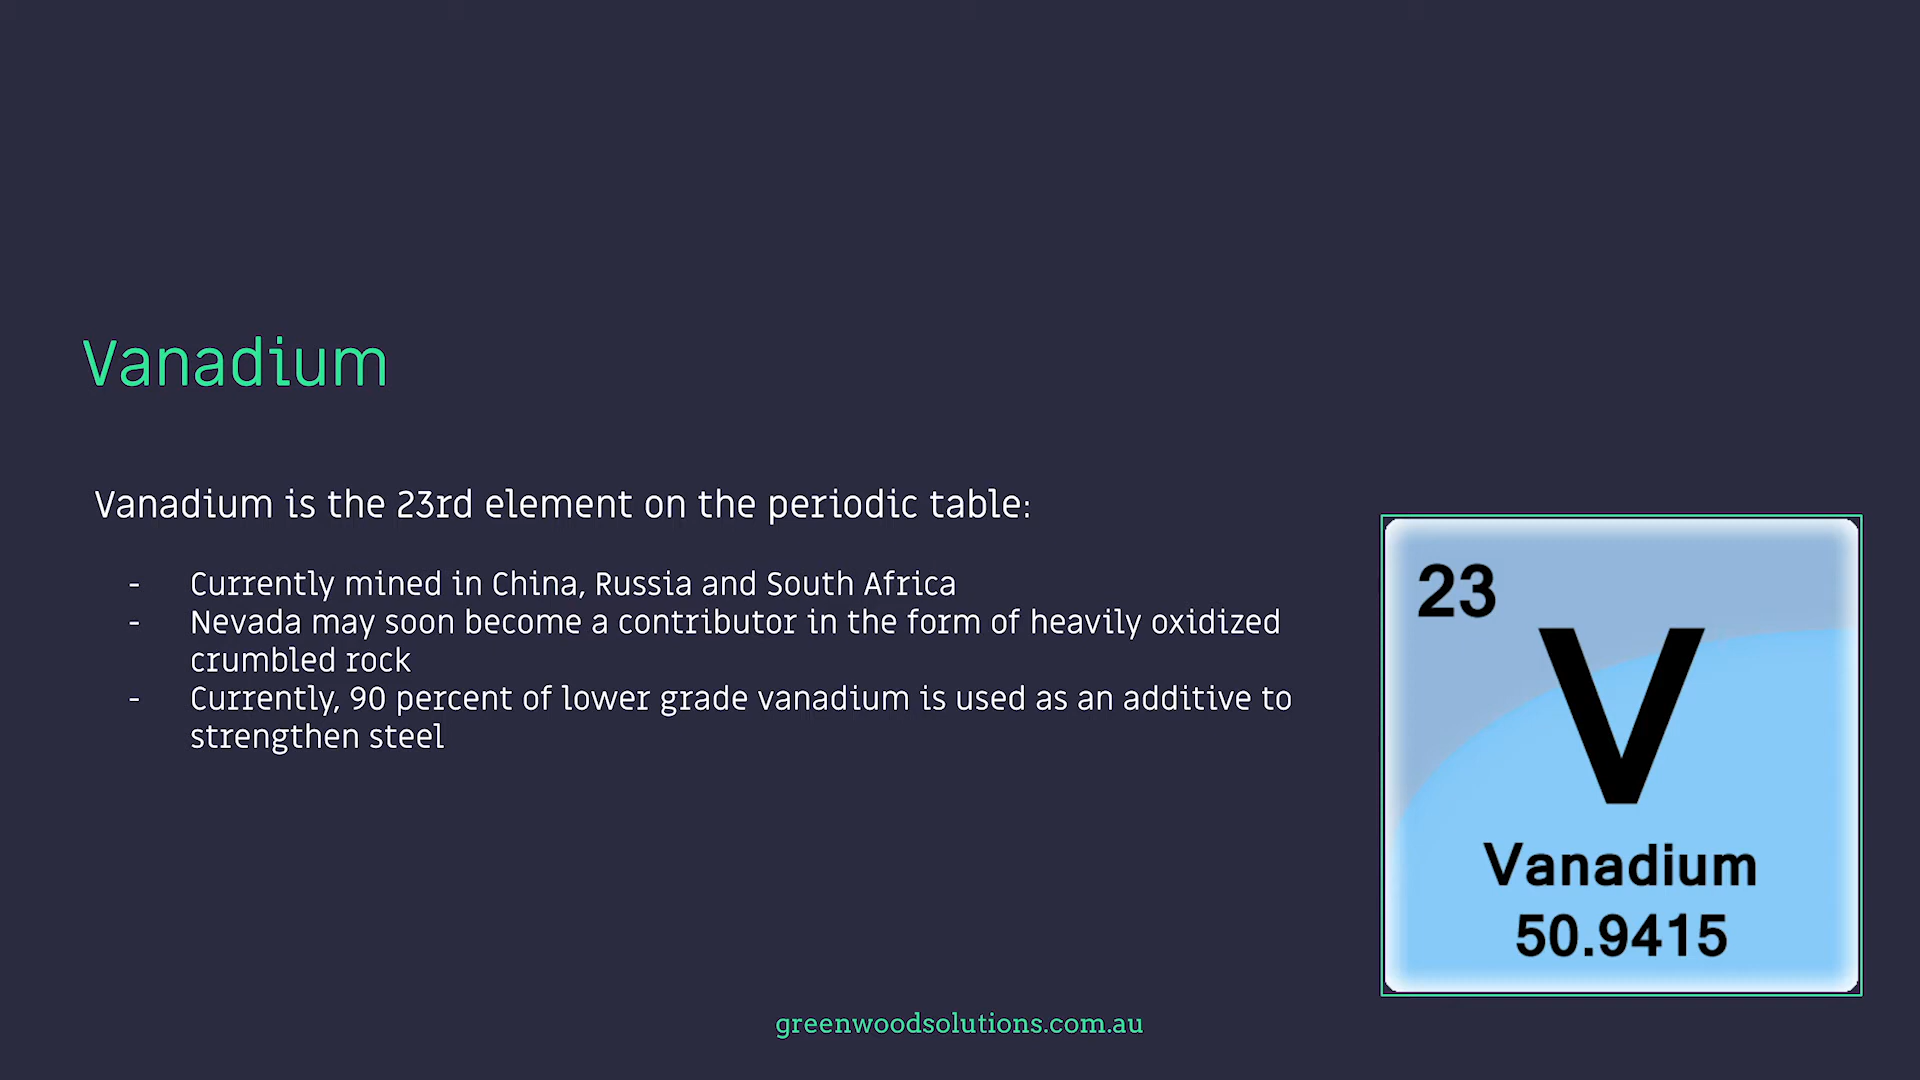 Vanadium
Vanadium is the 23rd element on the periodic table:
- Currently mined in China, Russia and South Africa
- Nevada may soon become a contributor in the form of heavily oxidized
crumbled rock
- Currently, 90 percent of lower grade vanadium is used as an additive to
strengthen steel
23
V
Vanadium
50.9415
greenwoodsolutions.com.au